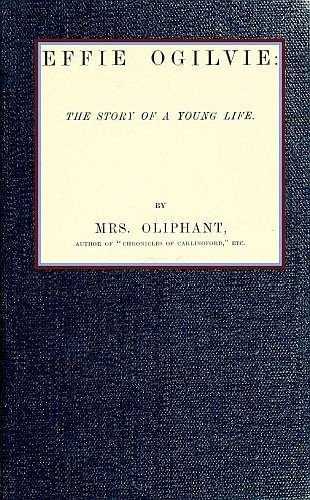 EFFIE OGILVIE:
THE STORY OF A YOUNG LIFE.
BY
MRS. OLIPHANT,
AUTHOR OF "CHRONICLES OF CARLINGFORD," ETC.